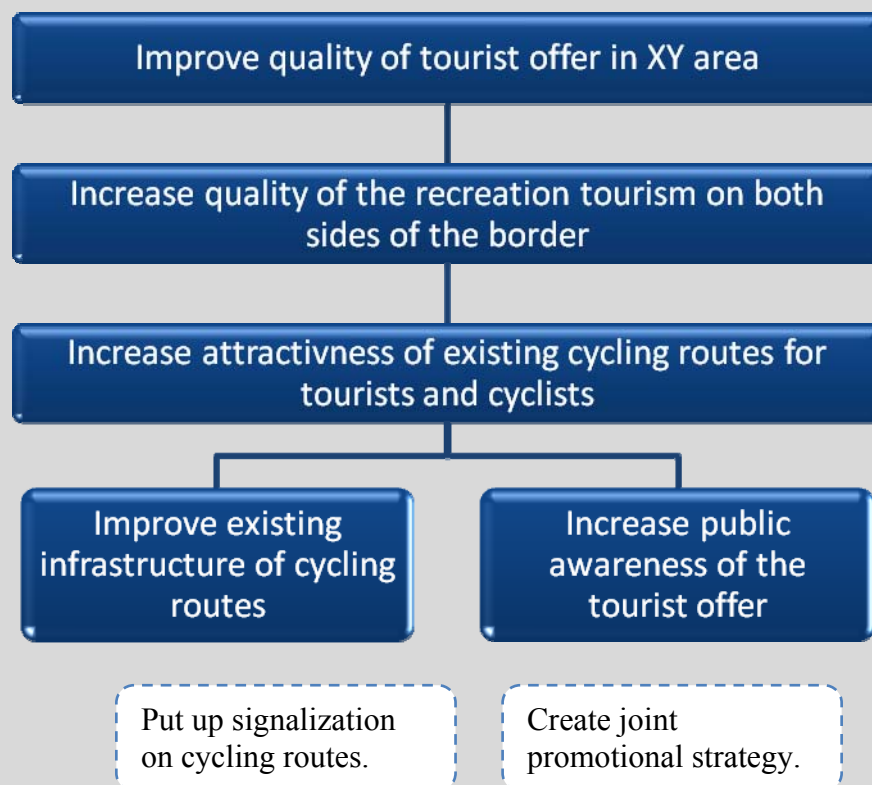 Improve quality of tourist offer in XY area
Increase quality of the recreation tourism on both
sides of the border
Increase attractivness of existing cycling routes for
tourists and cyclists
Improve existing
infrastructure of cycling
routes
Increase public
awareness of the
tourist offer
Put up signalization
on cycling routes.
Create joint
promotional strategy.